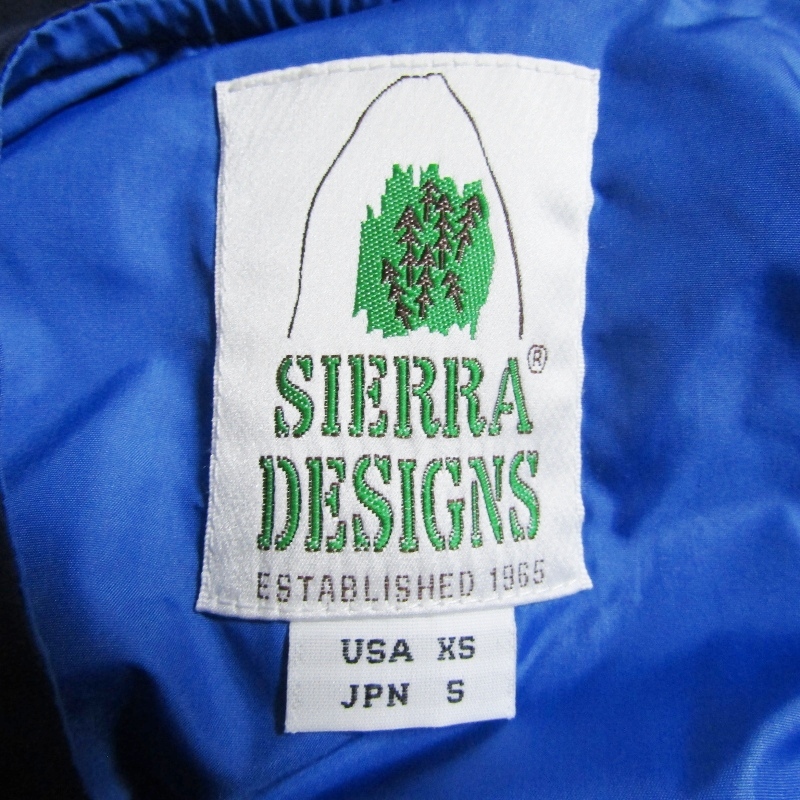 SIERRA®
DESIGNS
ESTABLISHED 1965
USA XS
JPN S